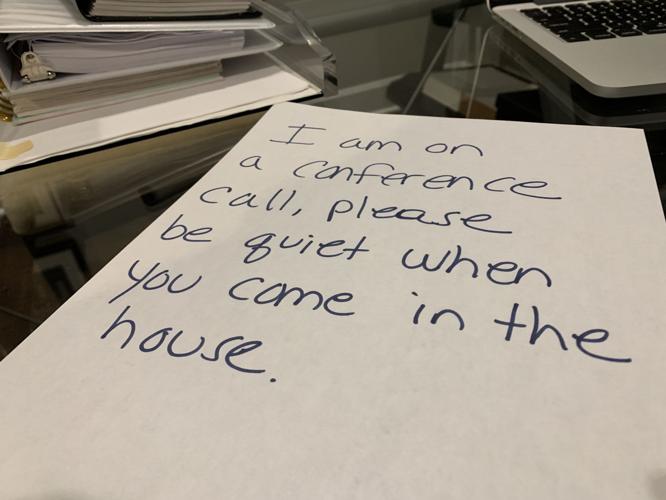 I am on
a conference
call, please
be quiet when
you come in the
house.